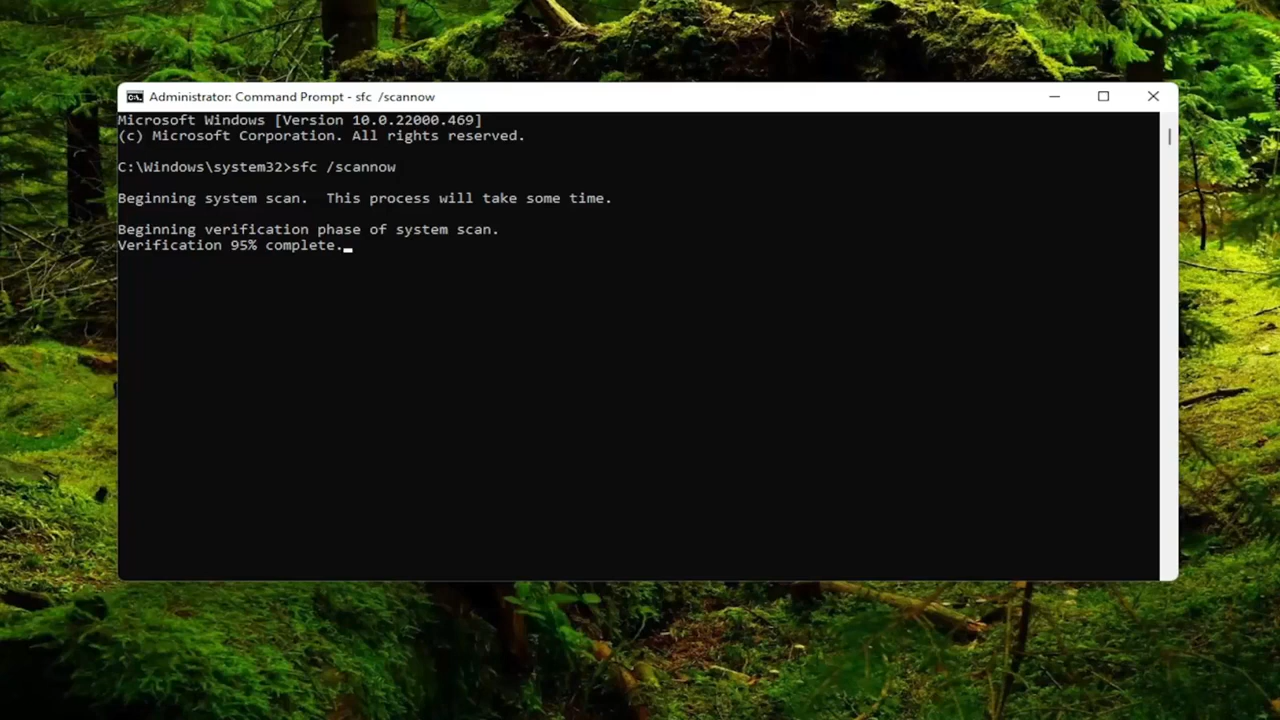 Administrator: Command Prompt - sfc  /scannow
Microsoft Windows [Version 10.0.22000.469]
(c) Microsoft Corporation. All rights reserved.
C:\Windows\system32>sfc /scannow
Beginning system scan.  This process will take some time.
Beginning verification phase of system scan.
Verification 95% complete.